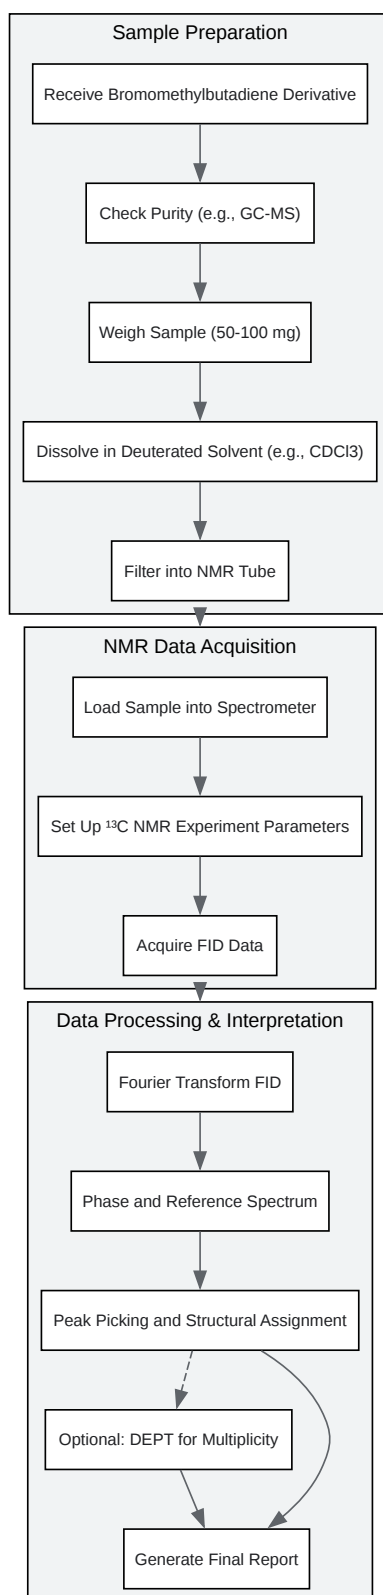 Sample Preparation
Receive Bromomethylbutadiene Derivative
Check Purity (e.g., GC-MS)
Weigh Sample (50-100 mg)
Dissolve in Deuterated Solvent (e.g., CDCl3)
Filter into NMR Tube
NMR Data Acquisition
Load Sample into Spectrometer
Set Up ¹³C NMR Experiment Parameters
Acquire FID Data
Data Processing & Interpretation
Fourier Transform FID
Phase and Reference Spectrum
Peak Picking and Structural Assignment
Optional: DEPT for Multiplicity
Generate Final Report